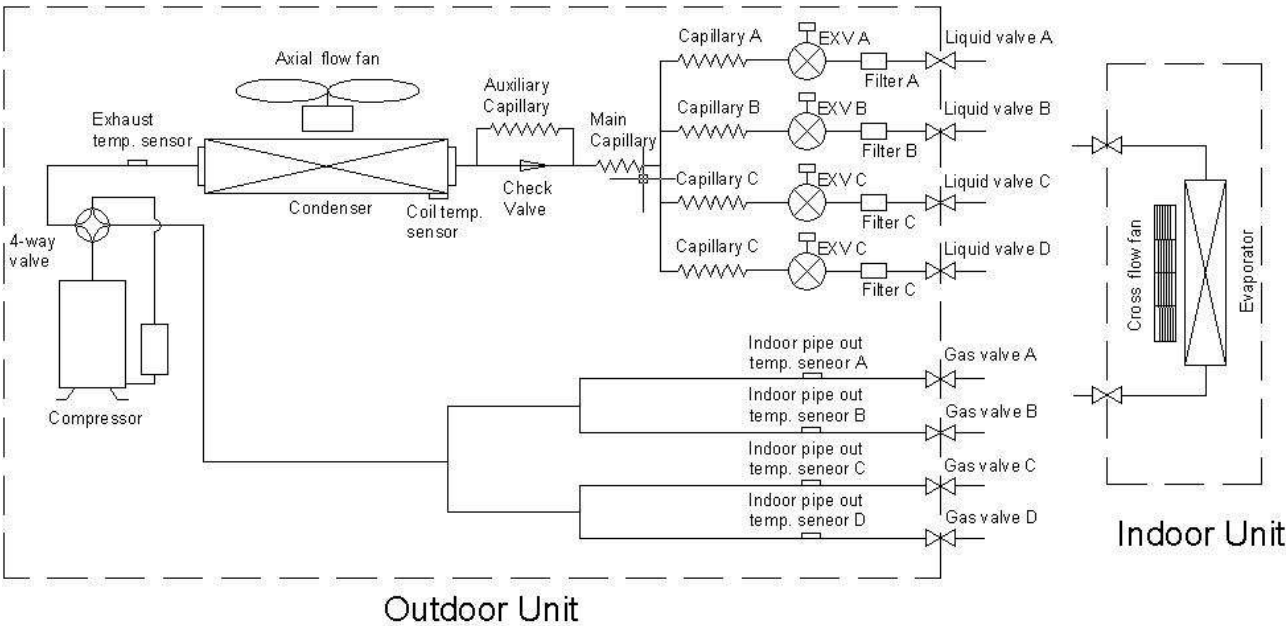 Axial flow fan
Exhaust
temp. sensor
Auxiliary
Capillary
Main
Capillary
Check
Valve
Condenser
Coil temp.
sensor
4-way
valve
Compressor
Capillary A
EXV A
Filter A
Liquid valve A
Capillary B
EXV B
Filter B
Liquid valve B
Capillary C
EXV C
Filter C
Liquid valve C
Capillary C
EXV C
Filter C
Liquid valve D
Indoor pipe out
temp. seneor A
Gas valve A
Indoor pipe out
temp. seneor B
Gas valve B
Indoor pipe out
temp. seneor C
Gas valve C
Indoor pipe out
temp. seneor D
Gas valve D
Outdoor Unit
Cross flow fan
Evaporator
Indoor Unit